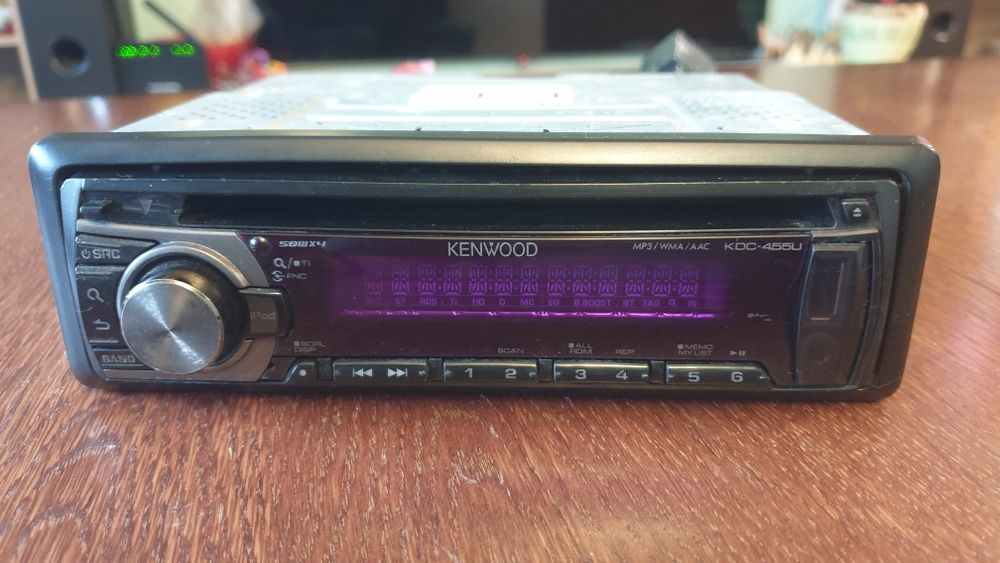 50WX4
KENWOOD
MP3/WMA/AAC KDC-455U
SRC
TI
FNC
ATT ST RDS TI HD D MC EQ B.BOOST BT TAG IN
iPod
BAND
SCRL
DISP
SCAN
ALL
RDM REP
MEMO
MY LIST
1 2 3 4 5 6